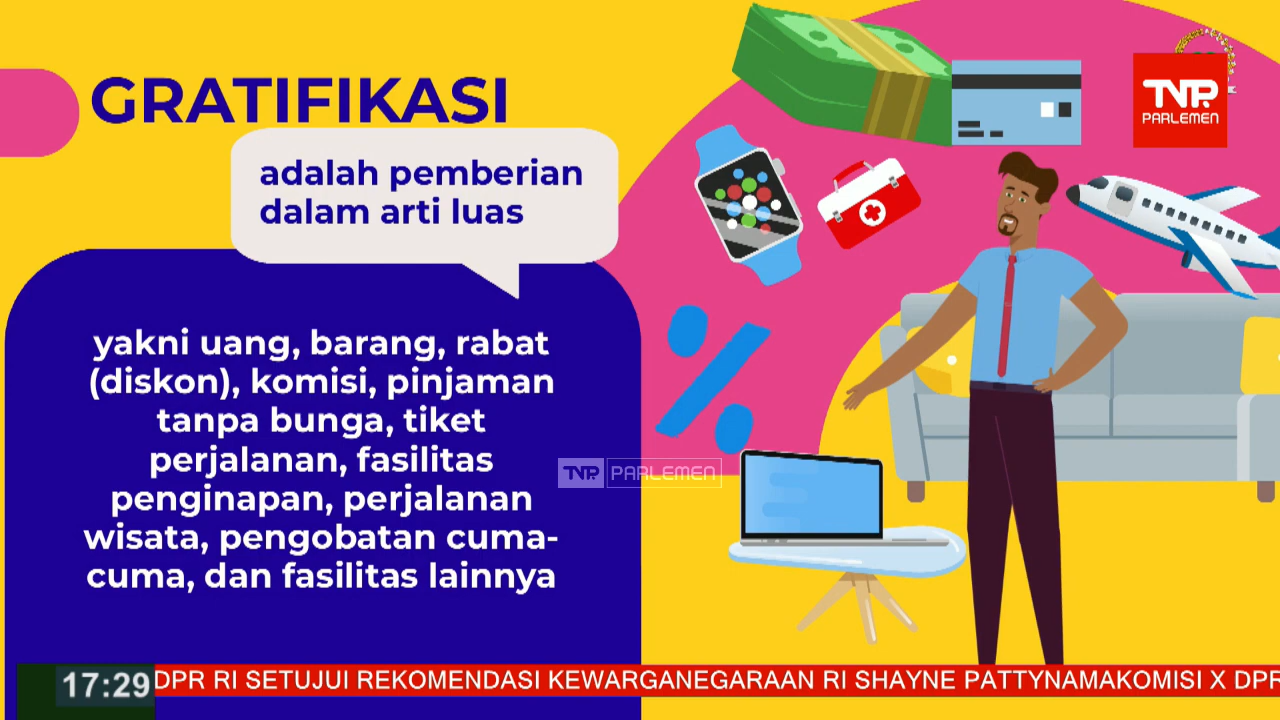 GRATIFIKASI
adalah pemberian
dalam arti luas
yakni uang, barang, rabat
(diskon), komisi, pinjaman
tanpa bunga, tiket
perjalanan, fasilitas
penginapan, perjalanan
wisata, pengobatan cuma-
cuma, dan fasilitas lainnya
TVP.
PARLEMEN
TVP. PARLEMEN
17:29
DPR RI SETUJUI REKOMENDASI KEWARGANEGARAAN RI SHAYNE PATTYNAMAKOMISI X DPR